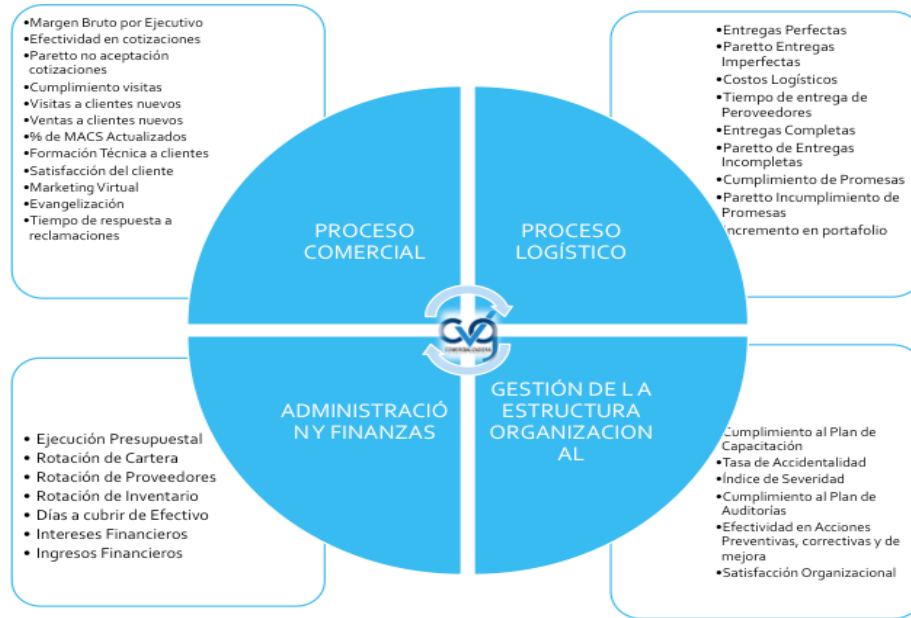 •Margen Bruto por Ejecutivo
•Efectividad en cotizaciones
•Paretto no aceptación
cotizaciones
•Cumplimiento visitas
•Visitas a clientes nuevos
•Ventas a clientes nuevos
•% de MACS Actualizados
•Formación Técnica a clientes
•Satisfacción del cliente
•Marketing Virtual
•Evangelización
•Tiempo de respuesta a
reclamaciones
•Entregas Perfectas
•Paretto Entregas
Imperfectas
•Costos Logísticos
•Tiempo de entrega de
Peroveedores
•Entregas Completas
•Paretto de Entregas
Incompletas
•Cumplimiento de Promesas
•Paretto Incumplimiento de
Promesas
Incremento en portafolio
PROCESO
COMERCIAL
PROCESO
LOGÍSTICO
cvg
COMERCIALIZADORA
ADMINISTRACIÓ
N Y FINANZAS
GESTIÓN DE L A
ESTRUCTURA
ORGANIZACION
AL
• Ejecución Presupuestal
• Rotación de Cartera
• Rotación de Proveedores
• Rotación de Inventario
• Días a cubrir de Efectivo
• Intereses Financieros
• Ingresos Financieros
Cumplimiento al Plan de
Capacitación
•Tasa de Accidentalidad
•Índice de Severidad
•Cumplimiento al Plan de
Auditorías
•Efectividad en Acciones
Preventivas, correctivas y de
mejora
•Satisfacción Organizacional